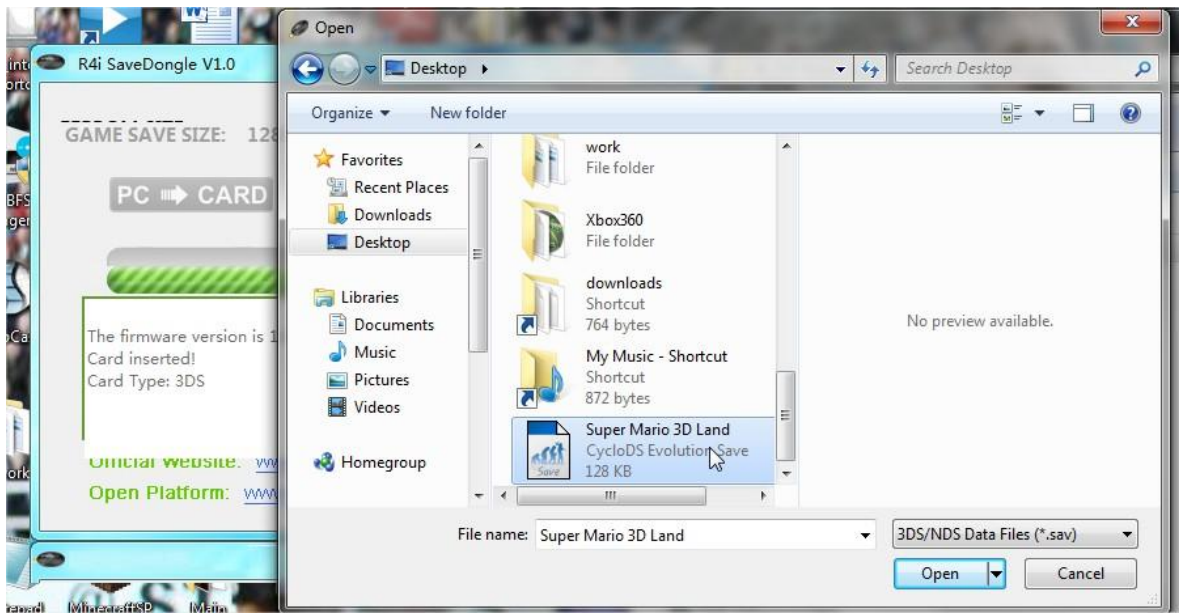 R4i SaveDongle V1.0
GAME SAVE SIZE: 128
PC CARD
The firmware version is 1
Card inserted!
Card Type: 3DS
Official Website: www
Open Platform: www
MinecraftSP Main
Open
Desktop
Search Desktop
Organize New folder
Favorites
Recent Places
Downloads
Desktop
Libraries
Documents
Music
Pictures
Videos
Homegroup
work
File folder
Xbox360
File folder
downloads
Shortcut
764 bytes
My Music - Shortcut
Shortcut
872 bytes
Super Mario 3D Land
CycloDS Evolution Save
128 KB
Save
No preview available.
File name: Super Mario 3D Land
3DS/NDS Data Files (*.sav)
Open Cancel